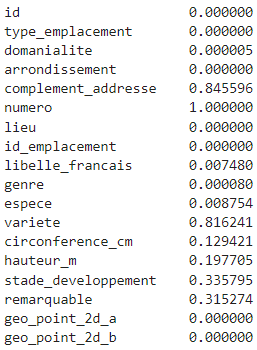 id 0.000000
type_emplacement 0.000000
domanialite 0.000005
arrondissement 0.000000
complement_addresse 0.845596
numero 1.000000
lieu 0.000000
id_emplacement 0.000000
libelle_francais 0.007480
genre 0.000080
espece 0.008754
variete 0.816241
circonference_cm 0.129421
hauteur_m 0.197705
stade_developpement 0.335795
remarquable 0.315274
geo_point_2d_a 0.000000
geo_point_2d_b 0.000000